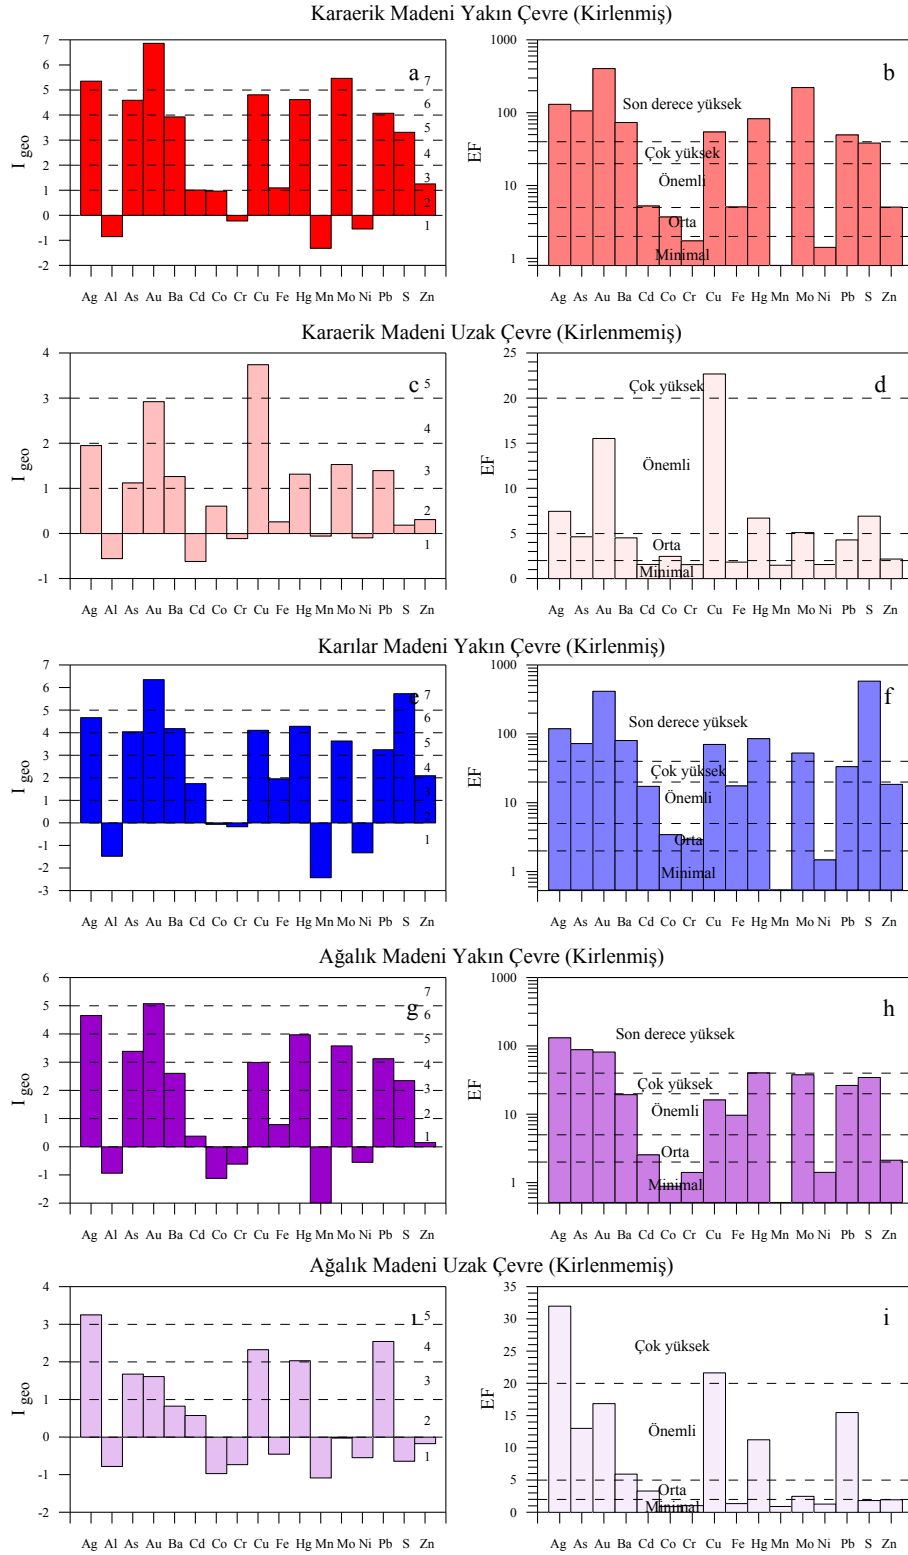 Karaerik Madeni Yakın Çevre (Kirlenmiş)
7
6
5
4
3
2
1
0
-1
-2
I geo
a
7
6
5
4
3
2
1
Ag Al As Au Ba Cd Co Cr Cu Fe Hg Mn Mo Ni Pb S Zn
1000
100
10
1
EF
b
Son derece yüksek
Çok yüksek
Önemli
Orta
Minimal
Ag As Au Ba Cd Co Cr Cu Fe Hg Mn Mo Ni Pb S Zn
Karaerik Madeni Uzak Çevre (Kirlenmemiş)
4
3
2
1
0
-1
I geo
c
5
4
3
2
1
Ag Al As Au Ba Cd Co Cr Cu Fe Hg Mn Mo Ni Pb S Zn
25
20
15
10
5
0
EF
d
Çok yüksek
Önemli
Orta
Minimal
Ag As Au Ba Cd Co Cr Cu Fe Hg Mn Mo Ni Pb S Zn
Karılar Madeni Yakın Çevre (Kirlenmiş)
7
6
5
4
3
2
1
0
-1
-2
-3
I geo
e
7
6
5
4
3
2
1
Ag Al As Au Ba Cd Co Cr Cu Fe Hg Mn Mo Ni Pb S Zn
1000
100
10
1
EF
f
Son derece yüksek
Çok yüksek
Önemli
Orta
Minimal
Ag As Au Ba Cd Co Cr Cu Fe Hg Mn Mo Ni Pb S Zn
Ağalık Madeni Yakın Çevre (Kirlenmiş)
6
5
4
3
2
1
0
-1
-2
I geo
g
7
6
5
4
3
2
1
Ag Al As Au Ba Cd Co Cr Cu Fe Hg Mn Mo Ni Pb S Zn
1000
100
10
1
EF
h
Son derece yüksek
Çok yüksek
Önemli
Orta
Minimal
Ag As Au Ba Cd Co Cr Cu Fe Hg Mn Mo Ni Pb S Zn
Ağalık Madeni Uzak Çevre (Kirlenmemiş)
4
3
2
1
0
-1
-2
I geo
ı
5
4
3
2
1
Ag Al As Au Ba Cd Co Cr Cu Fe Hg Mn Mo Ni Pb S Zn
35
30
25
20
15
10
5
0
EF
i
Çok yüksek
Önemli
Orta
Minimal
Ag As Au Ba Cd Co Cr Cu Fe Hg Mn Mo Ni Pb S Zn